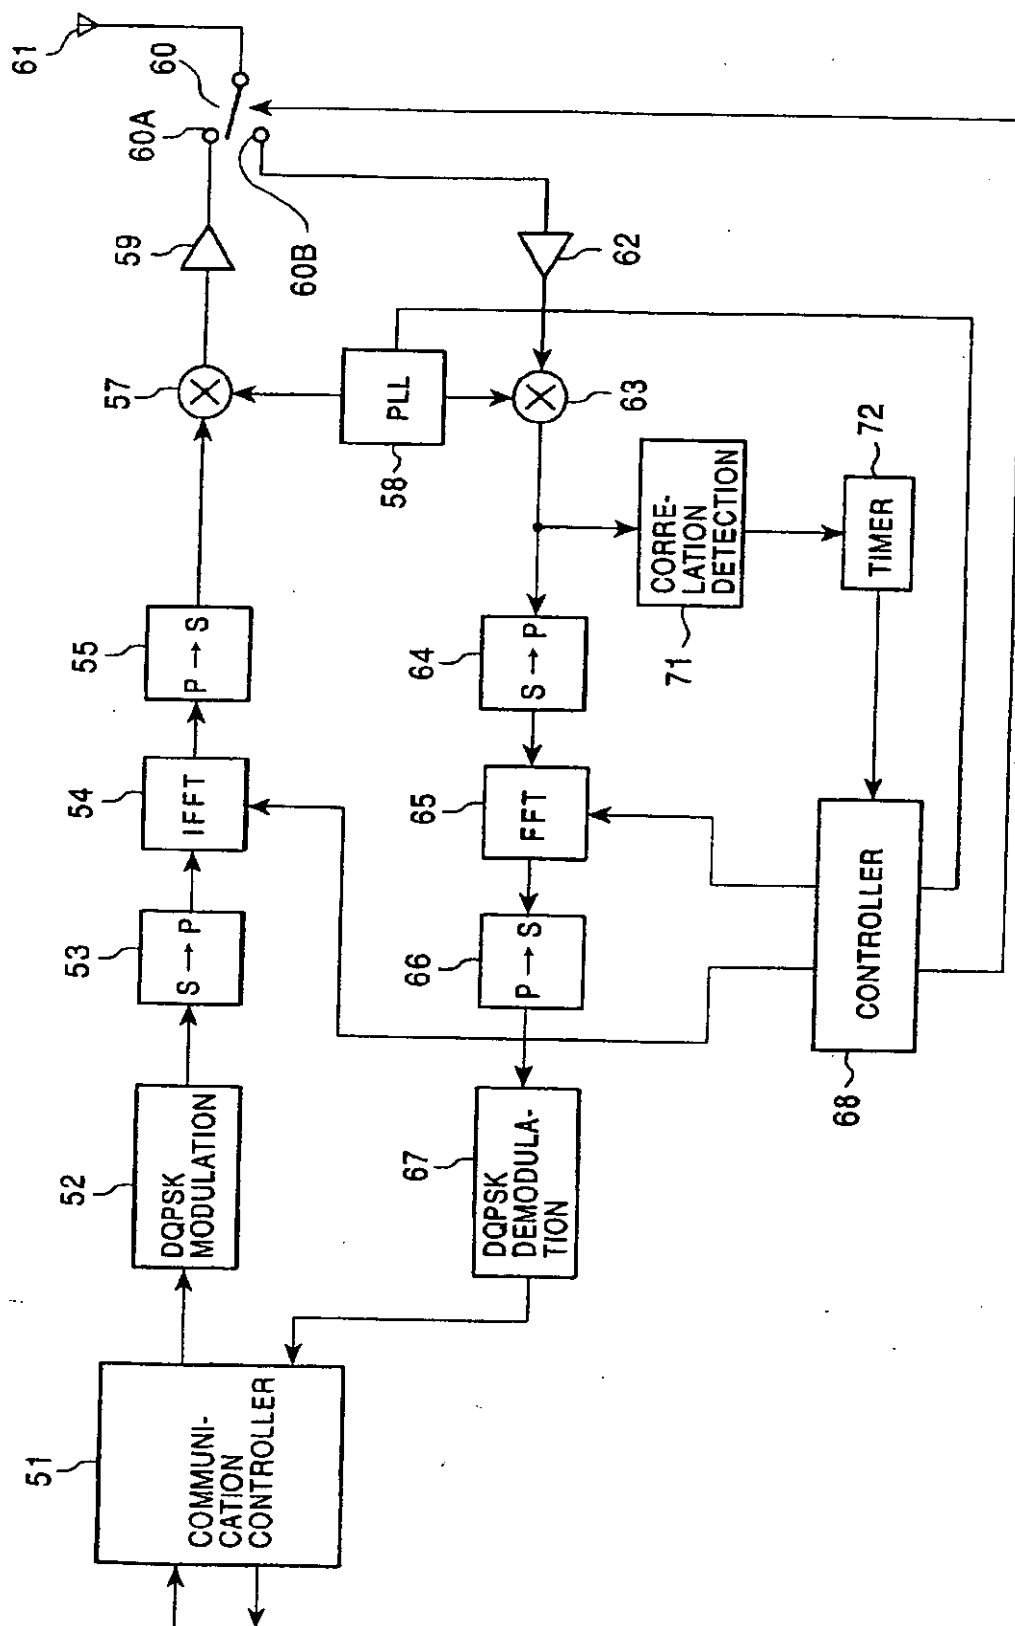 51
COMMUNI-
CATION
CONTROLLER
52
DQPSK
MODULATION
53
S → P
54
IFFT
55
P → S
57
59
60A
60
61
60B
58
PLL
62
63
64
S → P
65
FFT
66
P → S
67
DQPSK
DEMODULA-
TION
71
CORRE-
LATION
DETECTION
72
TIMER
68
CONTROLLER